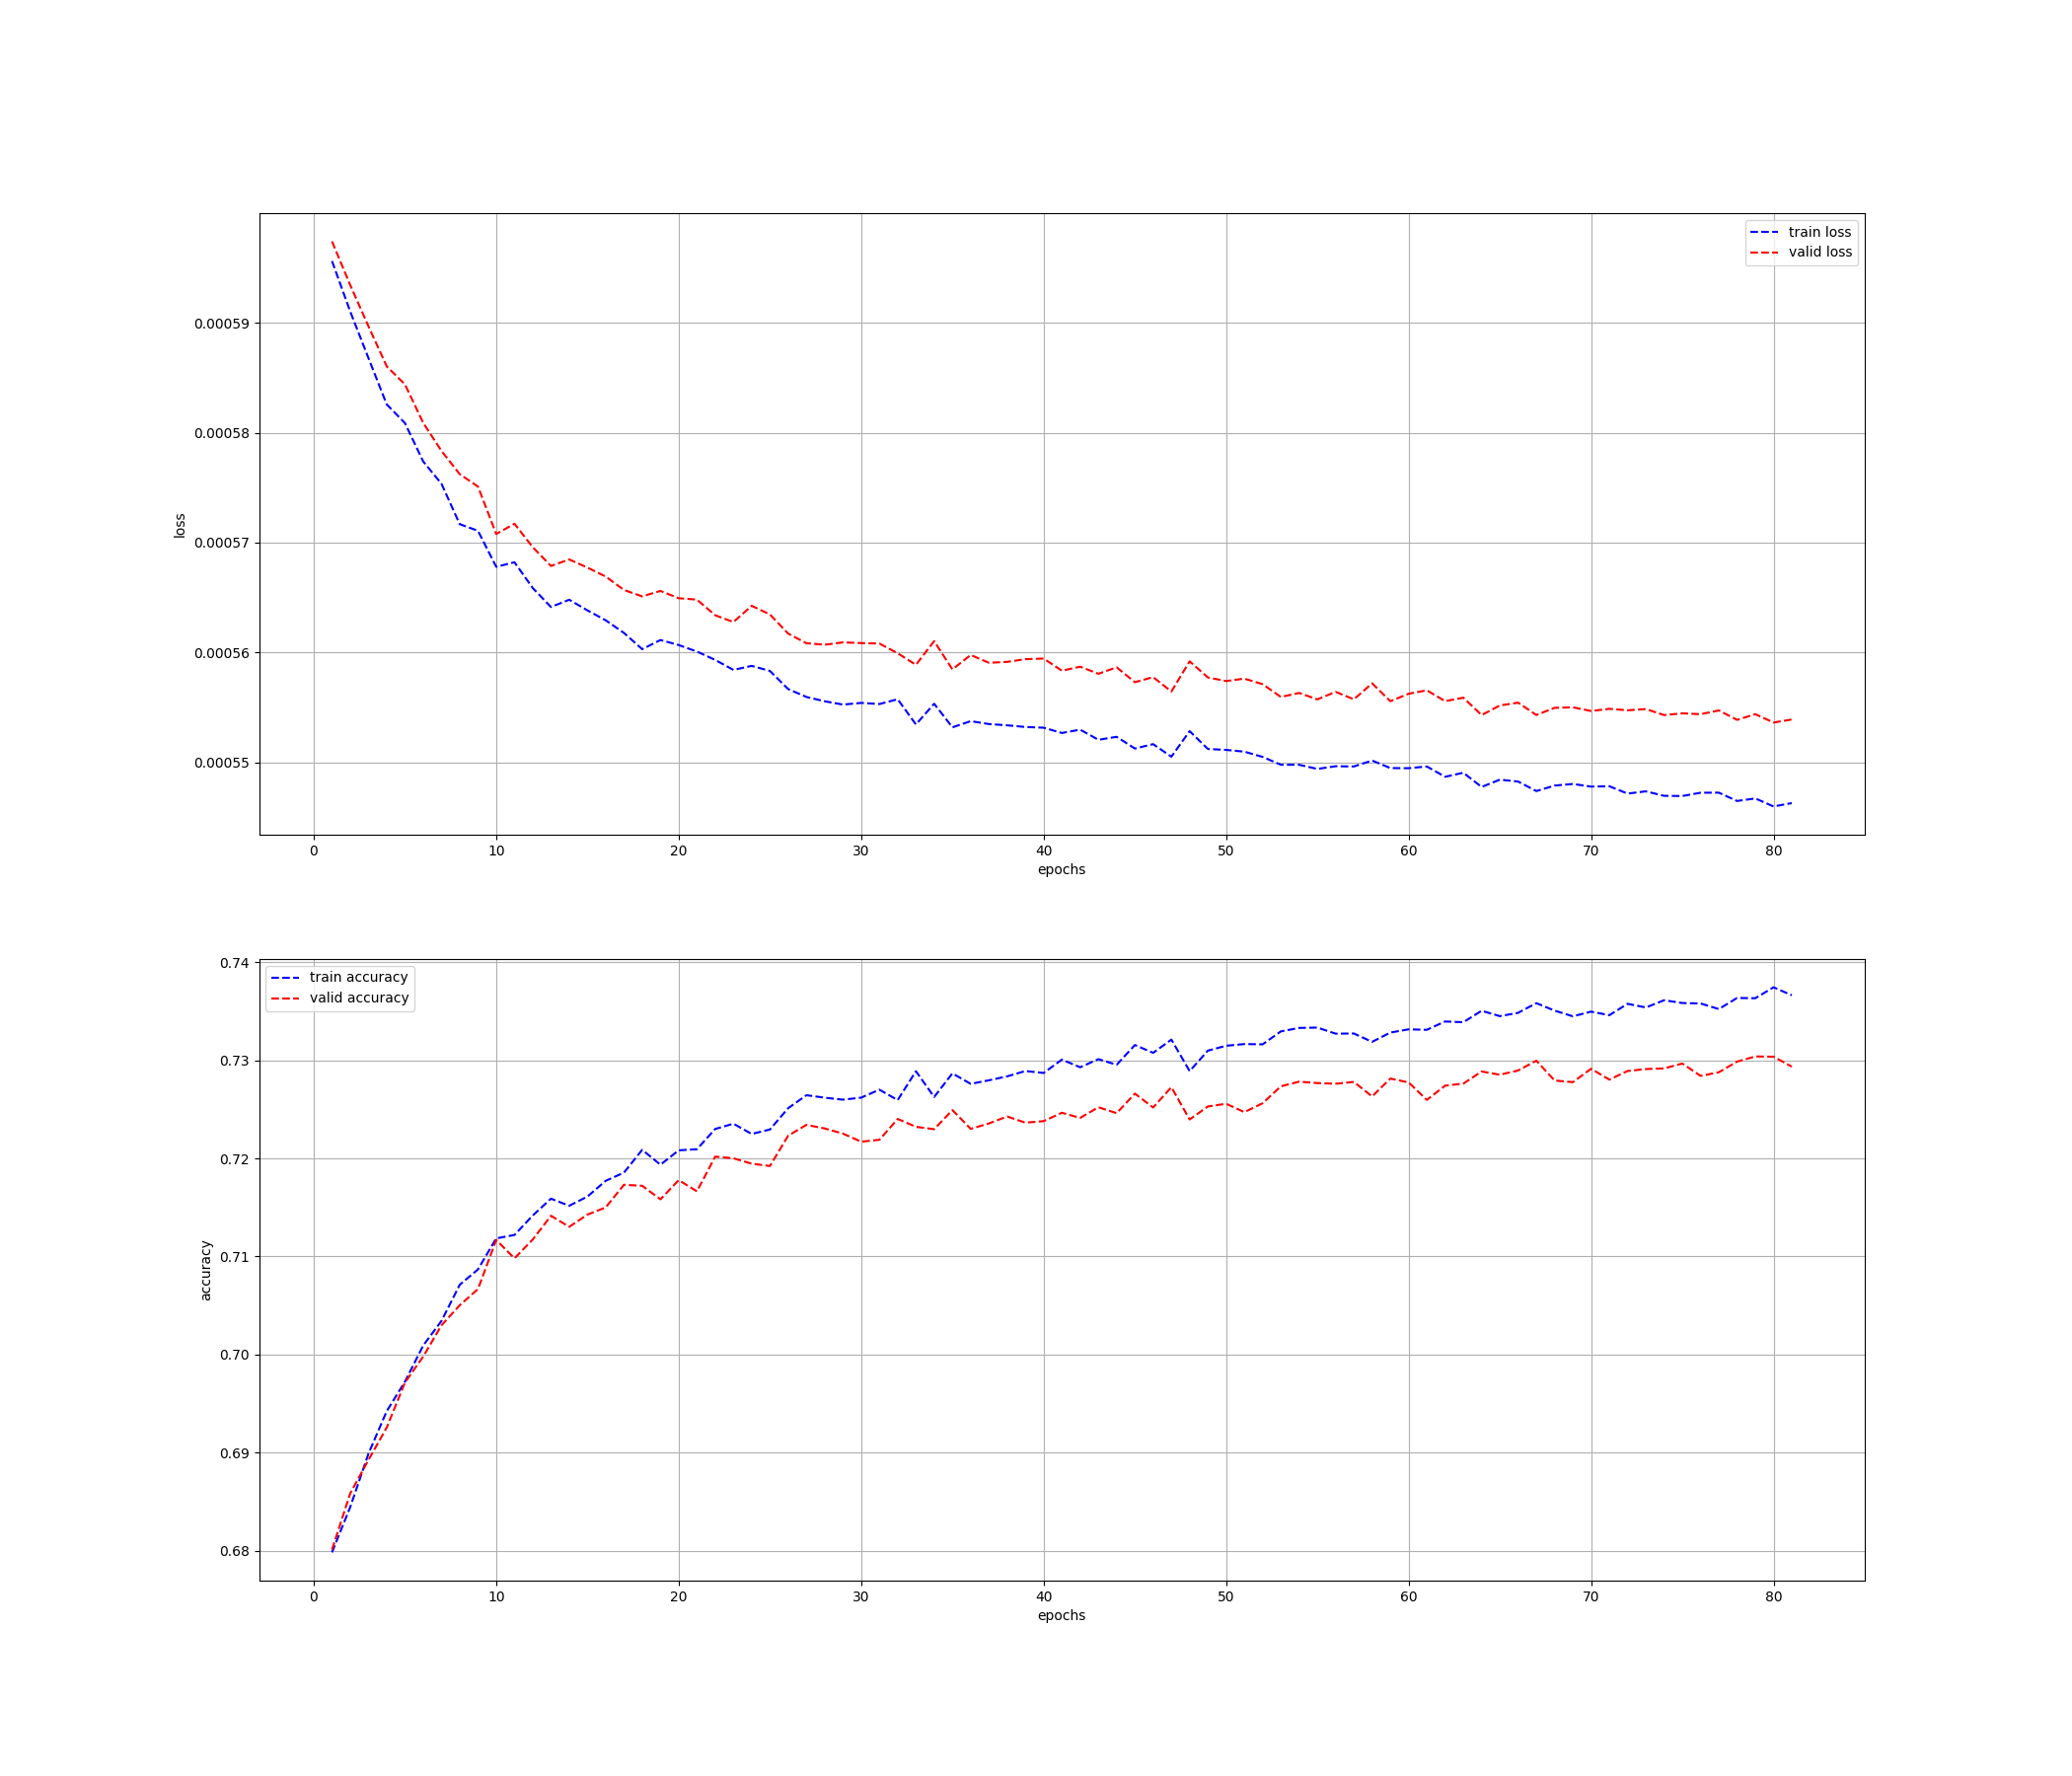 train loss
valid loss
0.00059
0.00058
0.00057
0.00056
0.00055
loss
0 10 20 30 40 50 60 70 80
epochs
train accuracy
valid accuracy
0.74
0.73
0.72
0.71
0.70
0.69
0.68
accuracy
0 10 20 30 40 50 60 70 80
epochs